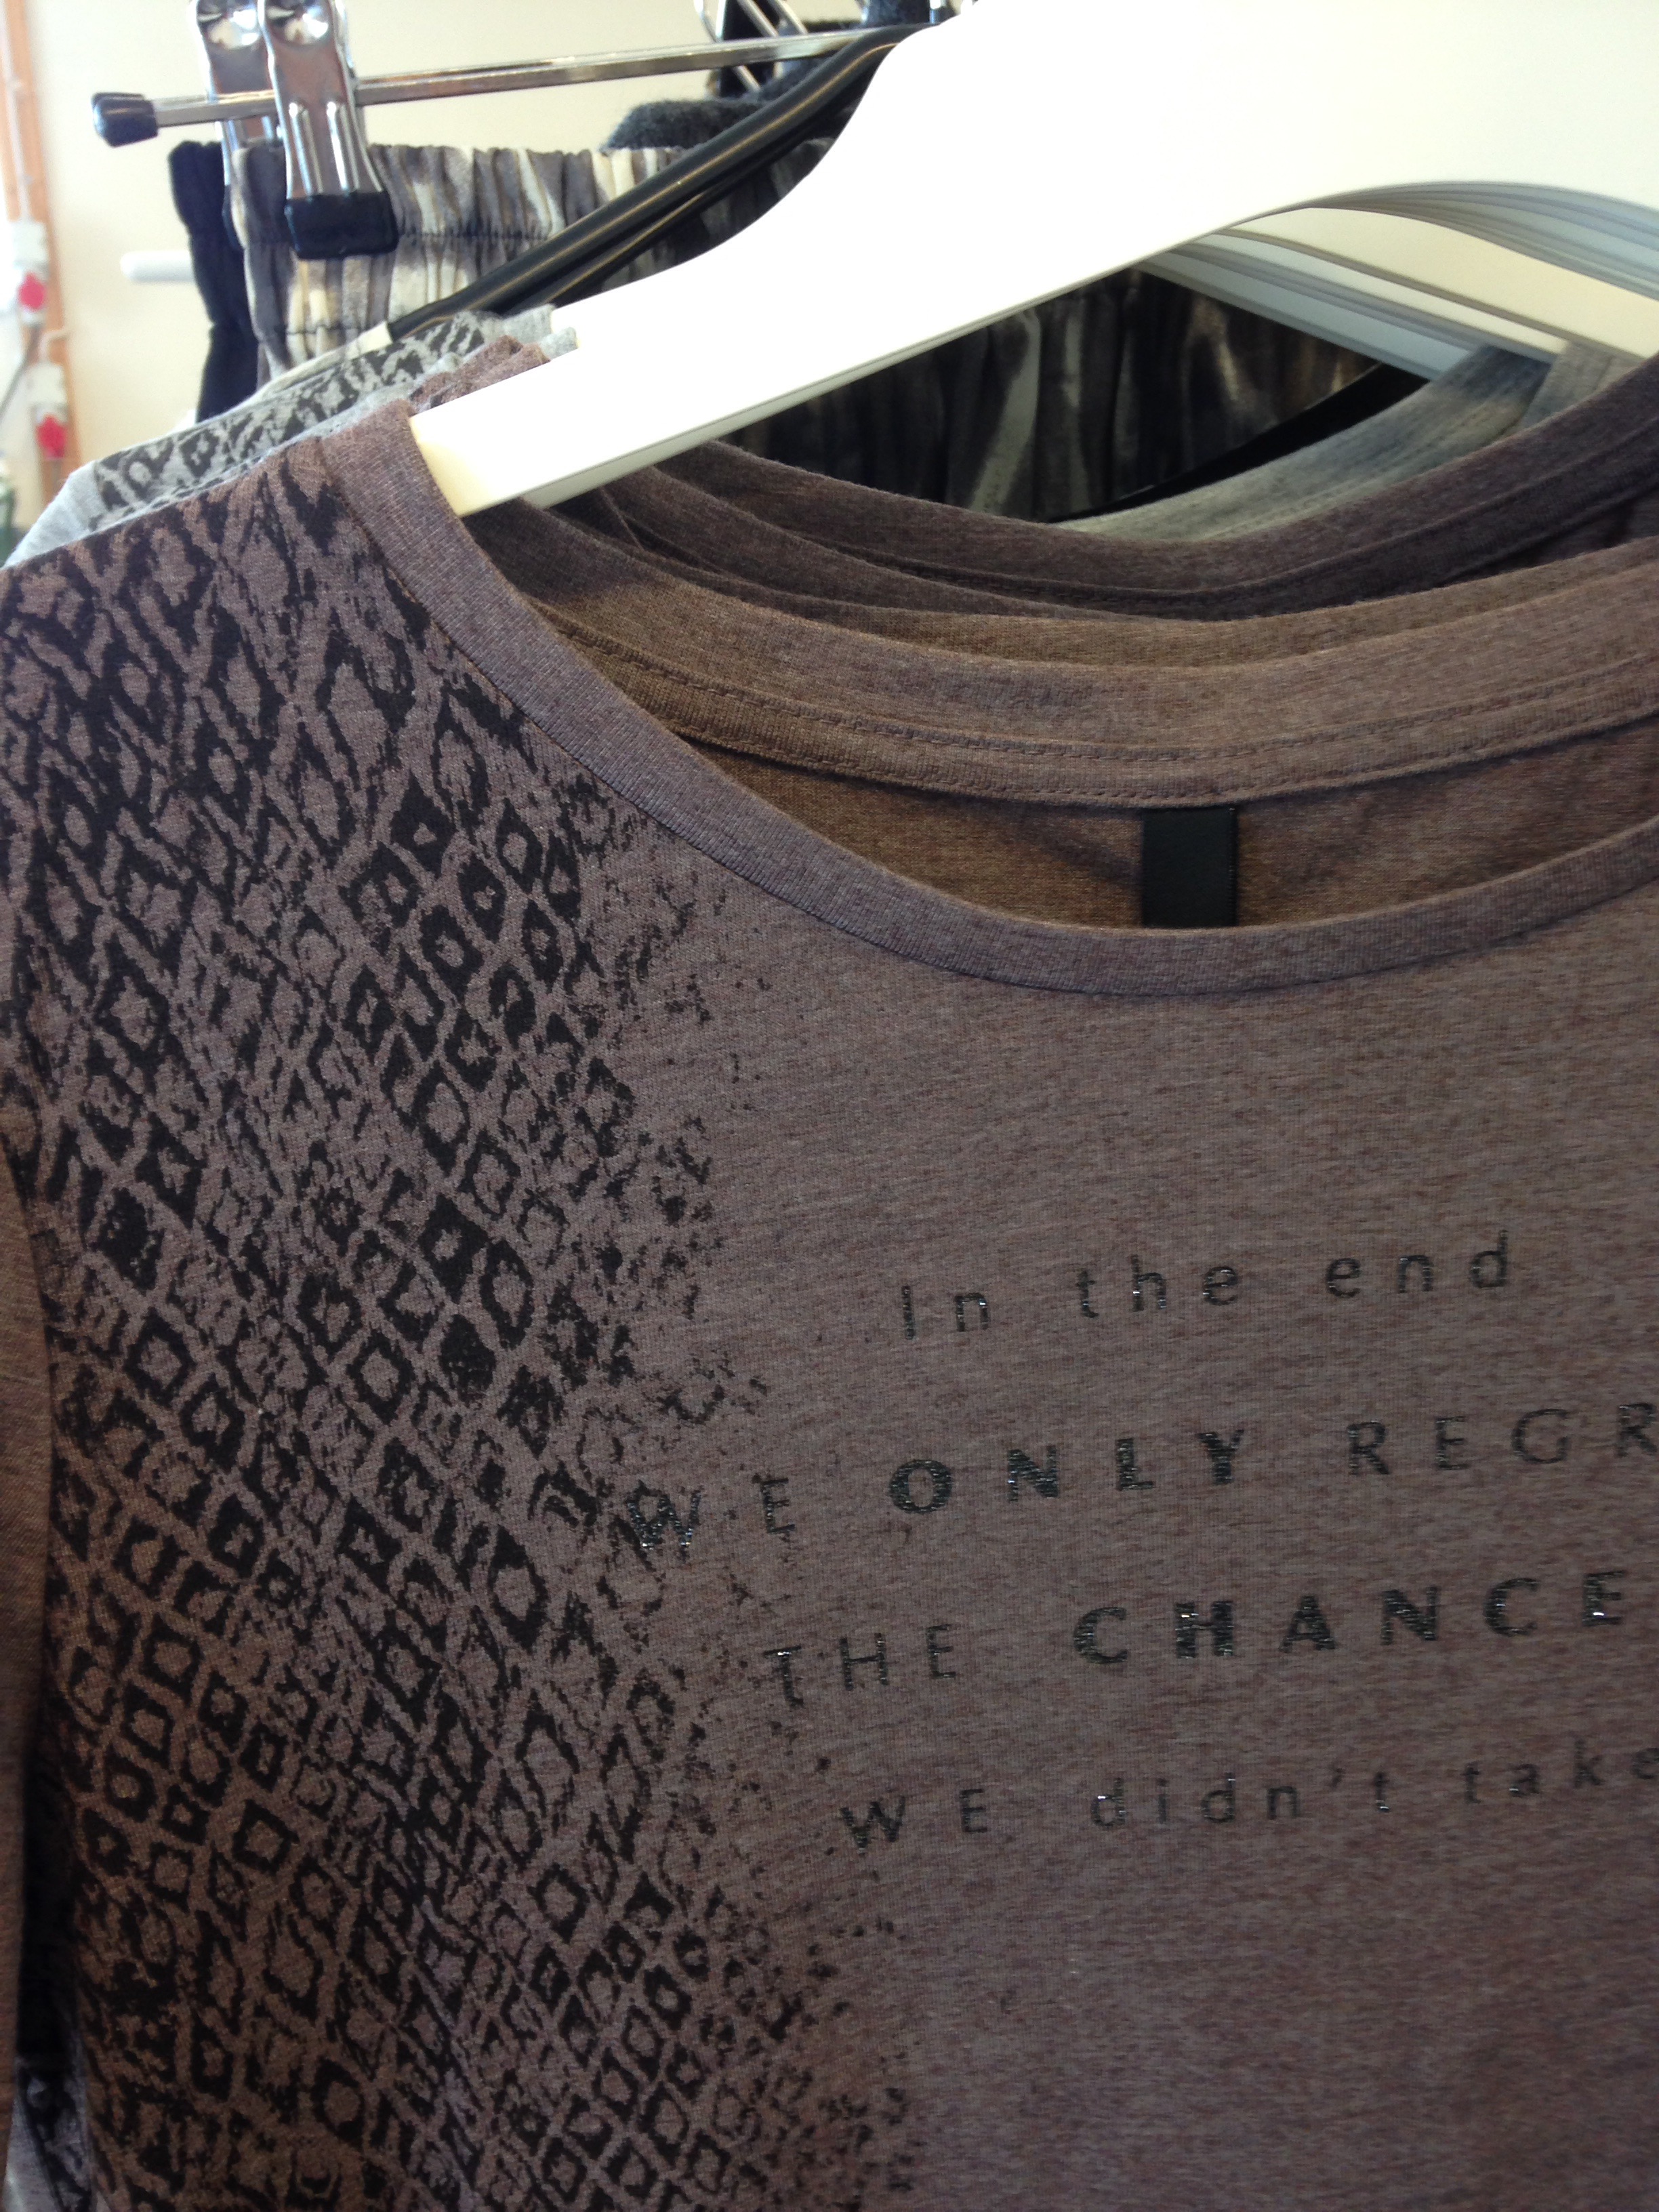 In the end
WE ONLY REGR
THE CHANCE
WE didn't take